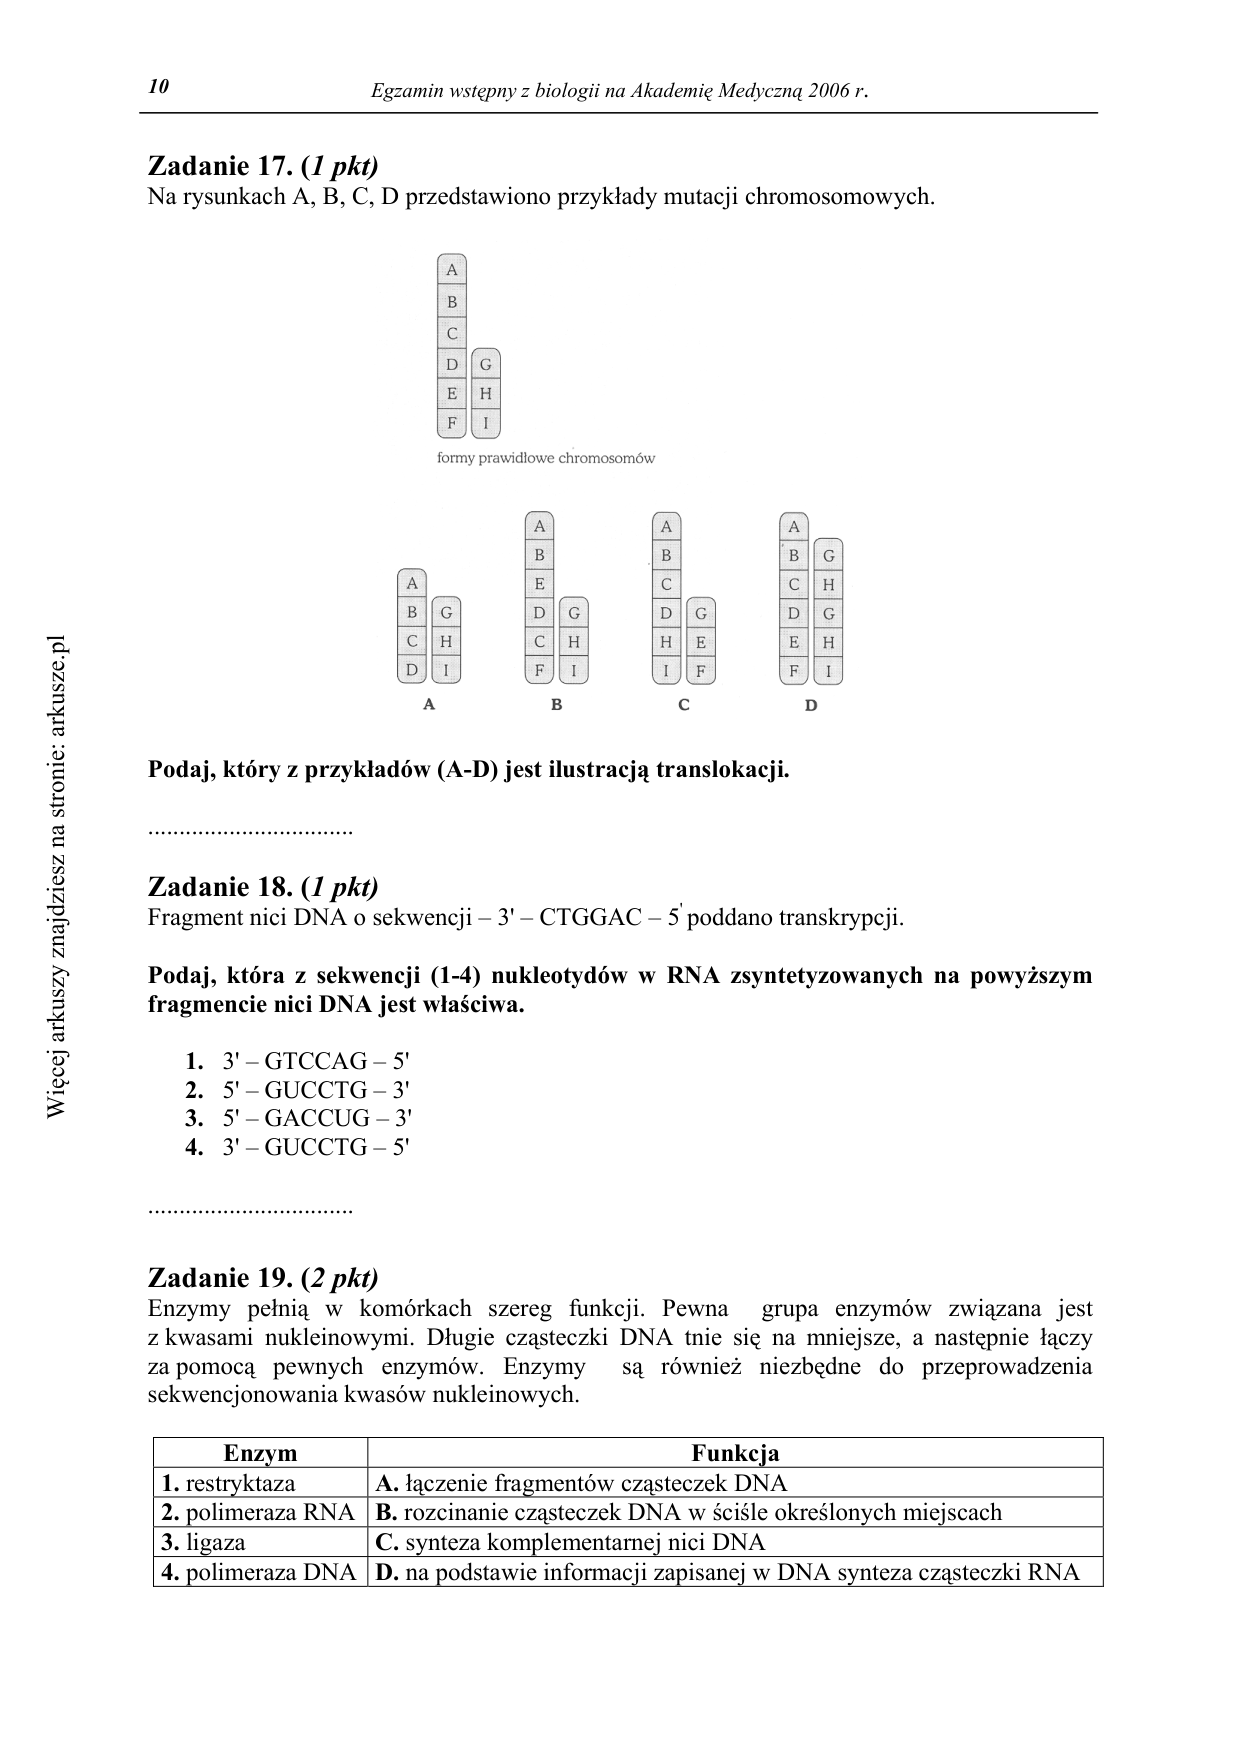 10
Egzamin wstępny z biologii na Akademię Medyczną 2006 r.
Zadanie 17. (1 pkt)
Na rysunkach A, B, C, D przedstawiono przykłady mutacji chromosomowych.
A
B
C
D G
E H
F I
formy prawidłowe chromosomów
A B C D G H I
A
A B E D C F G H I
B
A B C D H I G E F
C
A B C D E F G H G H I
D
Podaj, który z przykładów (A-D) jest ilustracją translokacji.
.................................
Zadanie 18. (1 pkt)
Fragment nici DNA o sekwencji – 3' – CTGGAC – 5' poddano transkrypcji.
Podaj, która z sekwencji (1-4) nukleotydów w RNA zsyntetyzowanych na powyższym
fragmencie nici DNA jest właściwa.
1. 3' – GTCCAG – 5'
2. 5' – GUCCTG – 3'
3. 5' – GACCUG – 3'
4. 3' – GUCCTG – 5'
.................................
Zadanie 19. (2 pkt)
Enzymy pełnią w komórkach szereg funkcji. Pewna grupa enzymów związana jest
z kwasami nukleinowymi. Długie cząsteczki DNA tnie się na mniejsze, a następnie łączy
za pomocą pewnych enzymów. Enzymy są również niezbędne do przeprowadzenia
sekwencjonowania kwasów nukleinowych.
Enzym Funkcja
1. restryktaza A. łączenie fragmentów cząsteczek DNA
2. polimeraza RNA B. rozcinanie cząsteczek DNA w ściśle określonych miejscach
3. ligaza C. synteza komplementarnej nici DNA
4. polimeraza DNA D. na podstawie informacji zapisanej w DNA synteza cząsteczki RNA
Więcej arkuszy znajdziesz na stronie: arkusze.pl